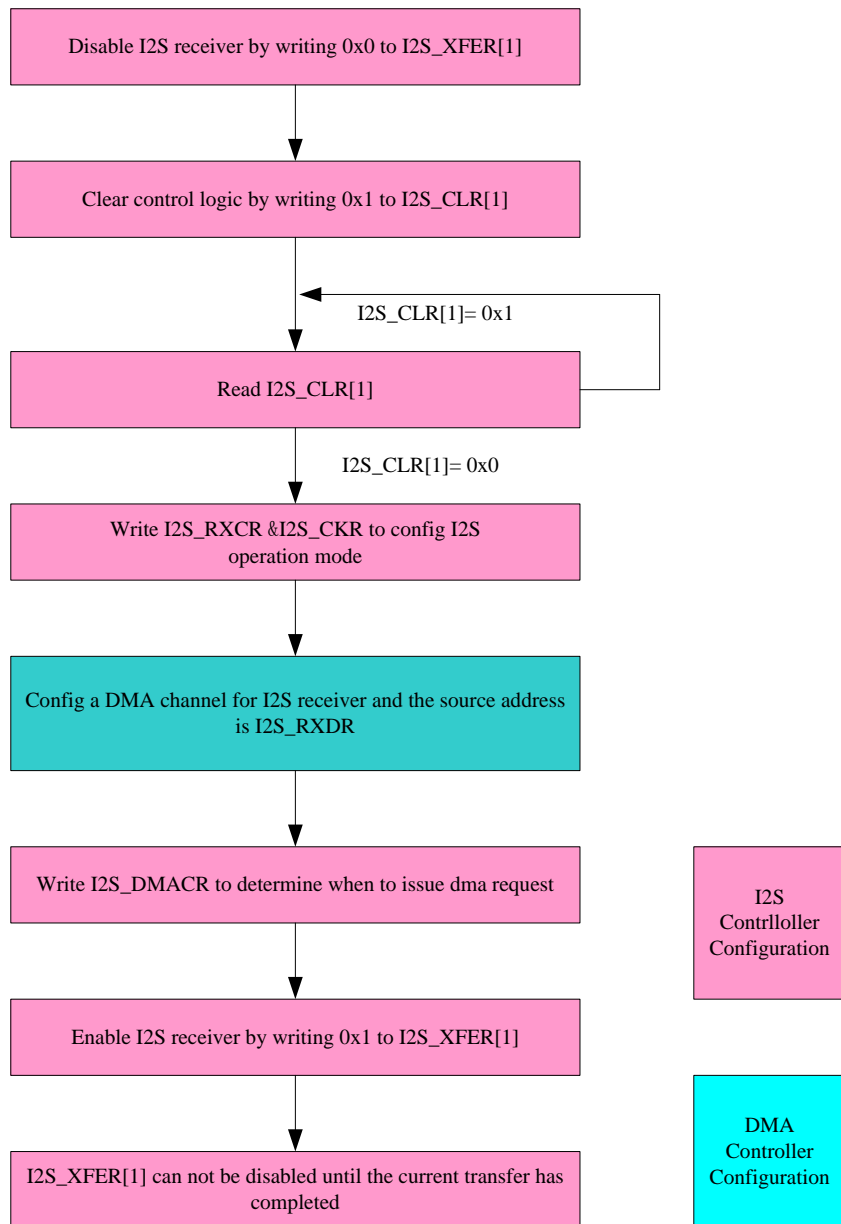 Disable I2S receiver by writing 0x0 to I2S_XFER[1]
Clear control logic by writing 0x1 to I2S_CLR[1]
I2S_CLR[1]= 0x1
Read I2S_CLR[1]
I2S_CLR[1]= 0x0
Write I2S_RXCR &I2S_CKR to config I2S
operation mode
Config a DMA channel for I2S receiver and the source address
is I2S_RXDR
Write I2S_DMACR to determine when to issue dma request
I2S
Contrlloller
Configuration
Enable I2S receiver by writing 0x1 to I2S_XFER[1]
I2S_XFER[1] can not be disabled until the current transfer has
completed
DMA
Controller
Configuration